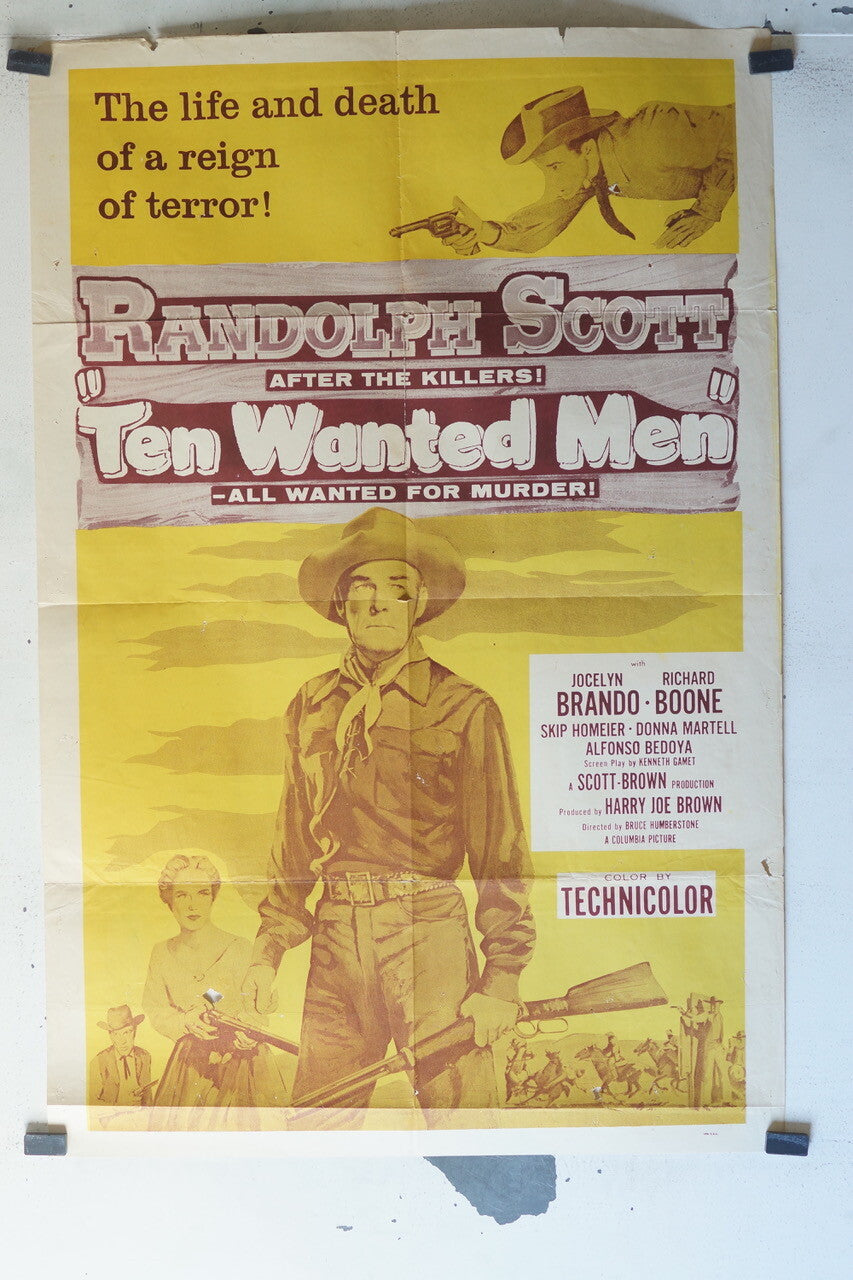 The life and death
of a reign
of terror!
RANDOLPH SCOTT
AFTER THE KILLERS!
"Ten Wanted Men"
-ALL WANTED FOR MURDER!
with
JOCELYN RICHARD
BRANDO · BOONE
SKIP HOMEIER · DONNA MARTELL
ALFONSO BEDOYA
Screen Play by KENNETH GAMET
A SCOTT-BROWN PRODUCTION
Produced by HARRY JOE BROWN
Directed by BRUCE HUMBERSTONE
A COLUMBIA PICTURE
COLOR BY
TECHNICOLOR